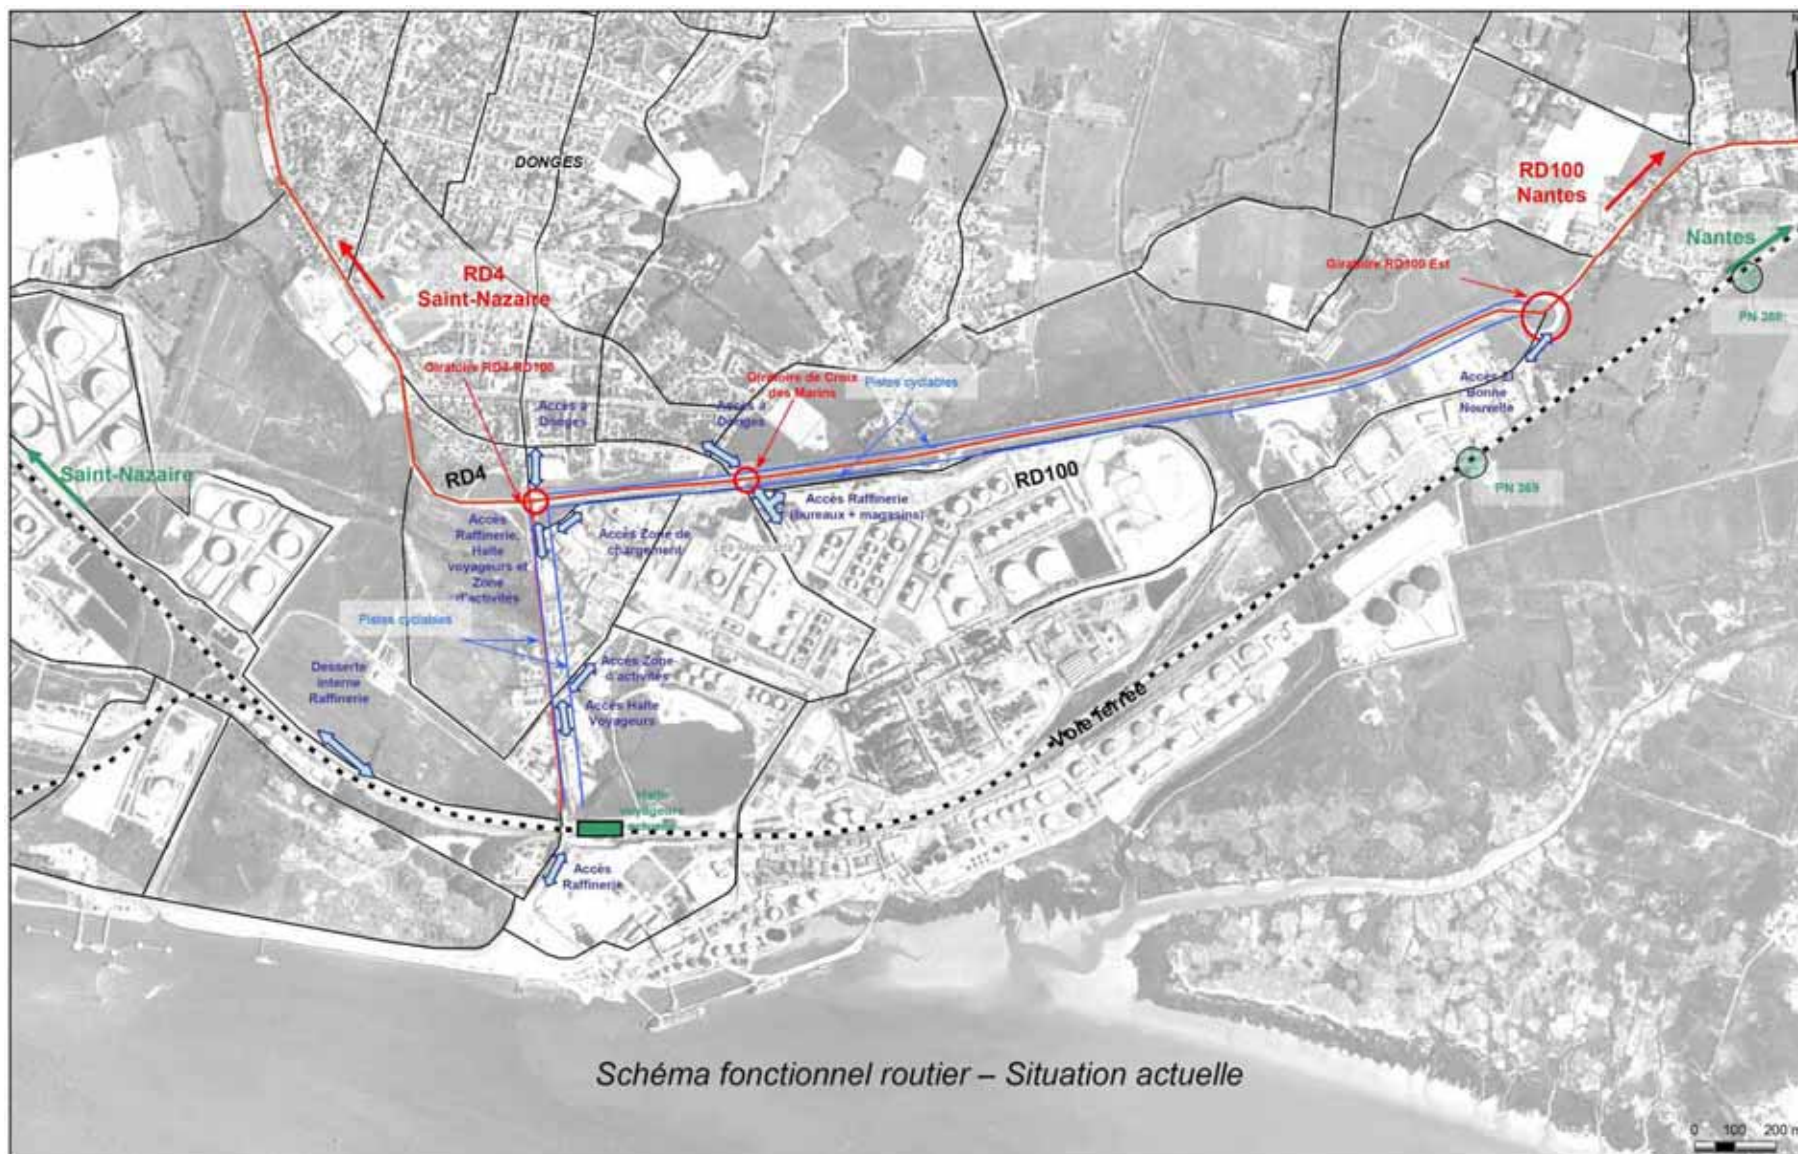 DONGES
RD100
Nantes
Nantes
RD4
Saint-Nazaire
Giratoire RD100 Est
PN 388
Giratoire RD4-RD100
Giratoire de Croix
des Marins
Pistes cyclables
Accès à
Donges
Accès à
Donges
Accès ZI
Bonne
Nouvelle
Saint-Nazaire
RD4
RD100
PN 389
Accès
Raffinerie,
Halte
voyageurs et
Zone
d'activités
Accès Zone de
chargement
Accès Raffinerie
(bureaux + magasins)
Pistes cyclables
Desserte
interne
Raffinerie
Accès Zone
d'activités
Accès Halte
Voyageurs
Voie ferrée
Halte
voyageurs
Accès
Raffinerie
Schéma fonctionnel routier – Situation actuelle
0 100 200 m